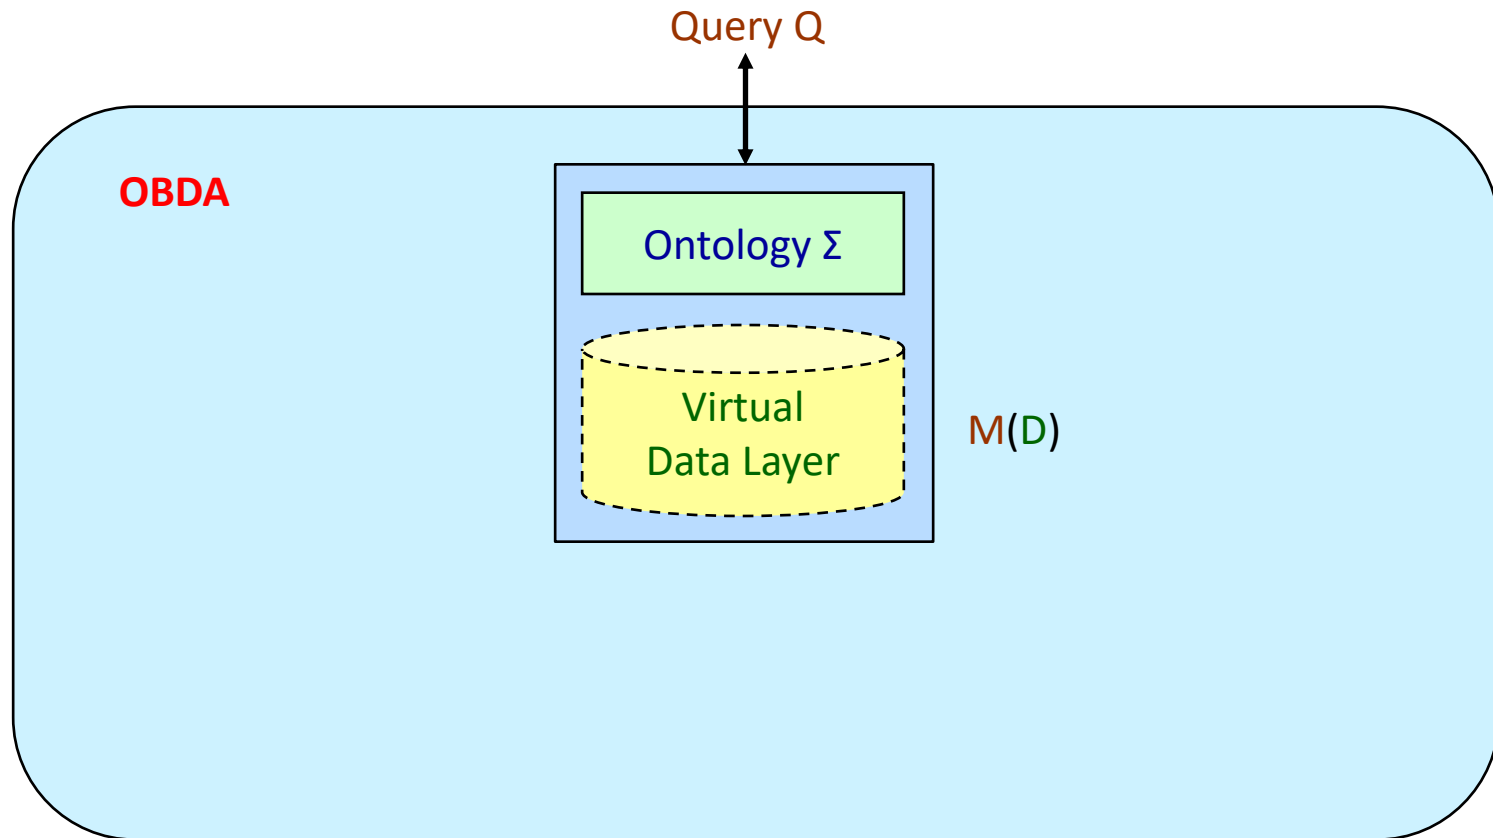 Query Q
OBDA
Ontology Σ
Virtual
Data Layer
M(D)